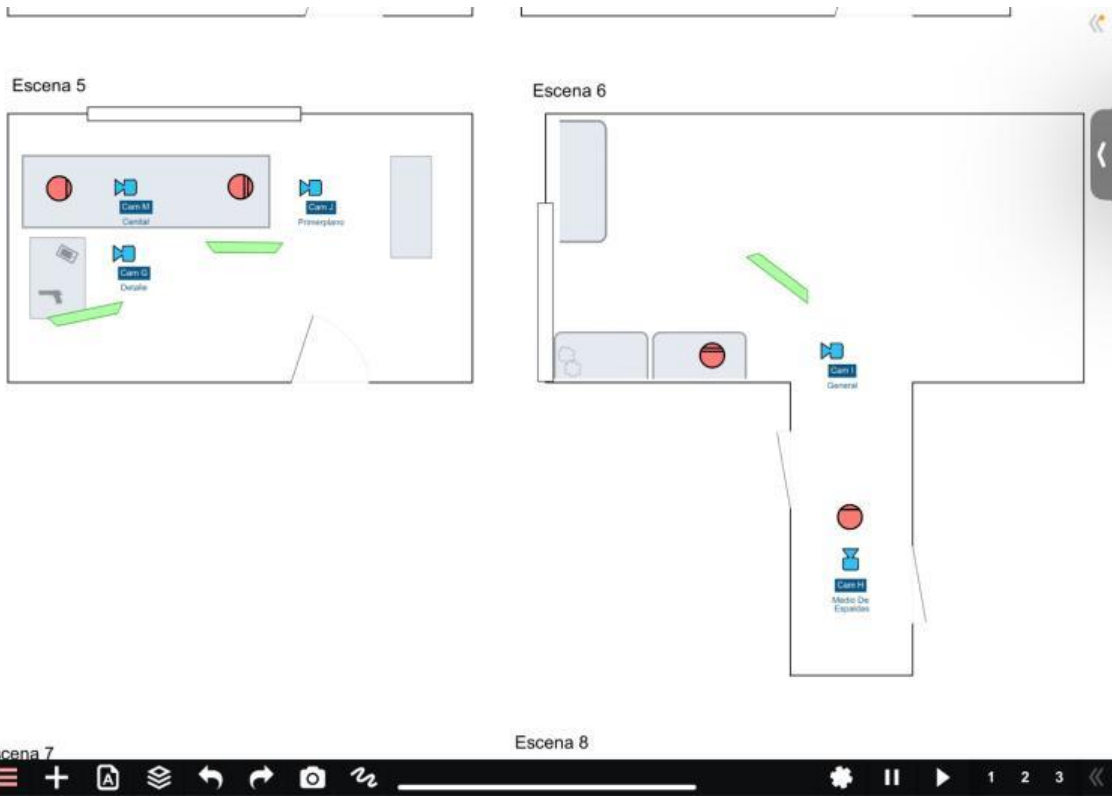 Escena 5
Cam M
Cenital
Cam J
Primerplano
Cam G
Detalle
Escena 6
Cam I
General
Cam H
Medio De
Espaldas
cena 7
Escena 8
A
1 2 3